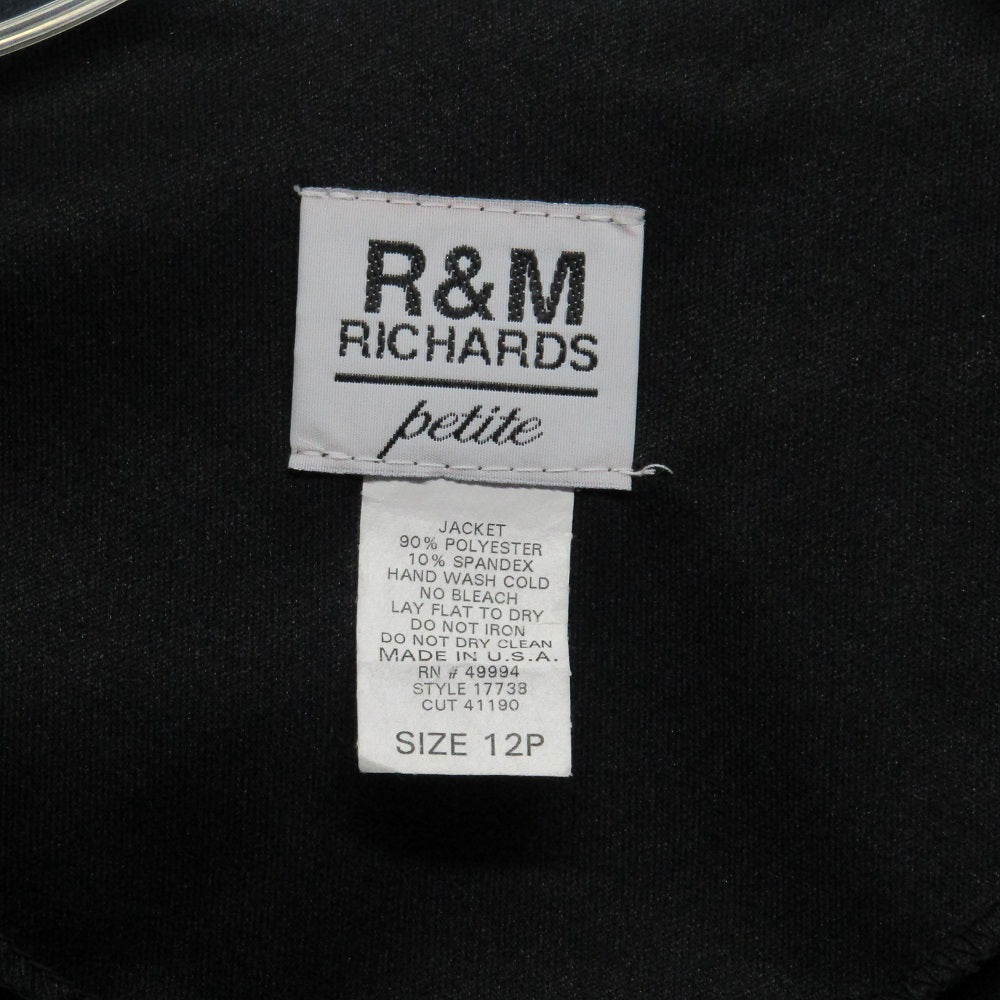 R&M
RICHARDS
petite
JACKET
90% POLYESTER
10% SPANDEX
HAND WASH COLD
NO BLEACH
LAY FLAT TO DRY
DO NOT IRON
DO NOT DRY CLEAN
MADE IN U.S.A.
RN # 49994
STYLE 17738
CUT 41190
SIZE 12P